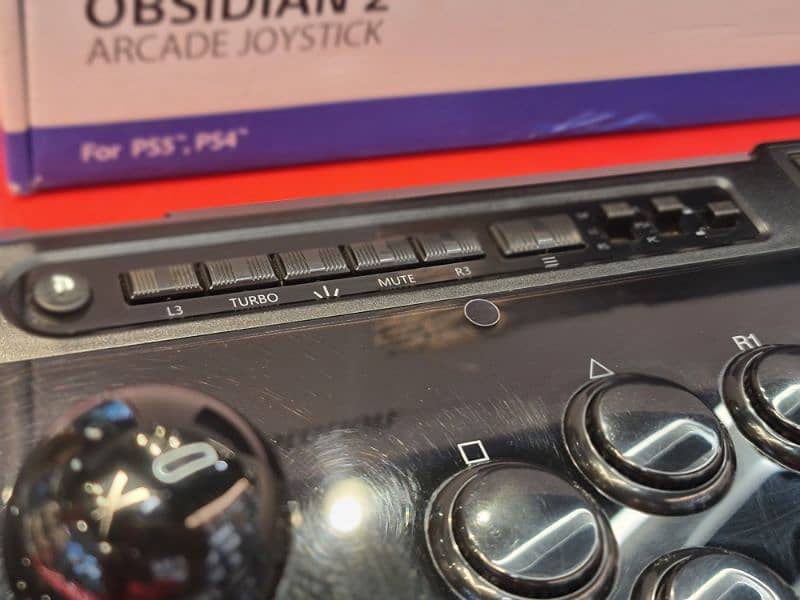 OBSIDIAN 2
ARCADE JOYSTICK
For PS5™, PS4™
L3
TURBO
MUTE
R3
R1